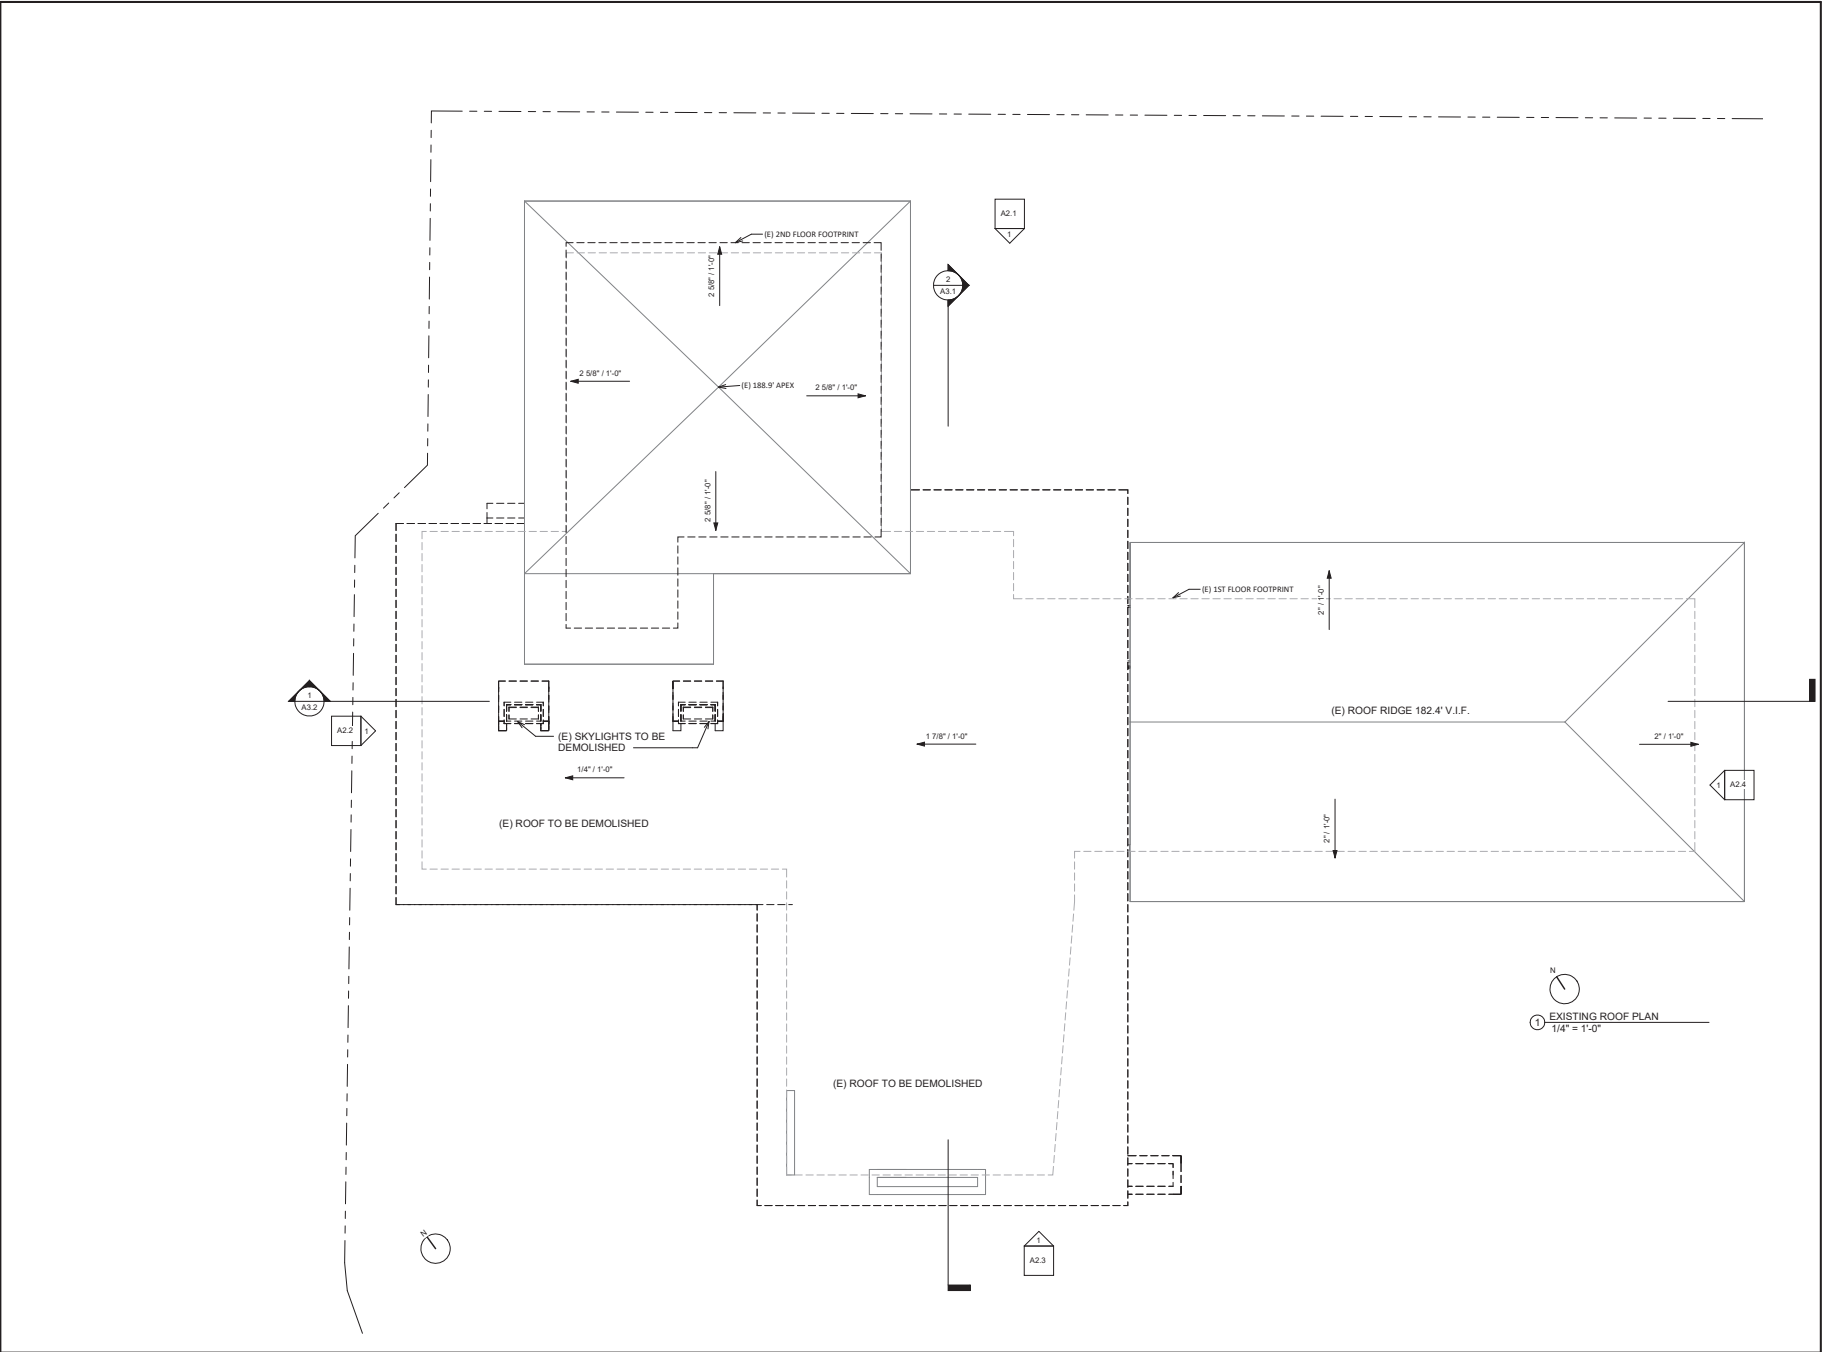 A2.1
1
(E) 2ND FLOOR FOOTPRINT
2 5/8" / 1'-0"
2
A3.1
2 5/8" / 1'-0"
(E) 188.9' APEX
2 5/8" / 1'-0"
2 5/8" / 1'-0"
(E) 1ST FLOOR FOOTPRINT
2" / 1'-0"
1
A3.2
A2.2
1
(E) ROOF RIDGE 182.4' V.I.F.
(E) SKYLIGHTS TO BE
DEMOLISHED
1 7/8" / 1'-0"
2" / 1'-0"
1/4" / 1'-0"
1
A2.4
(E) ROOF TO BE DEMOLISHED
2" / 1'-0"
N
1
EXISTING ROOF PLAN
1/4" = 1'-0"
(E) ROOF TO BE DEMOLISHED
N
1
A2.3